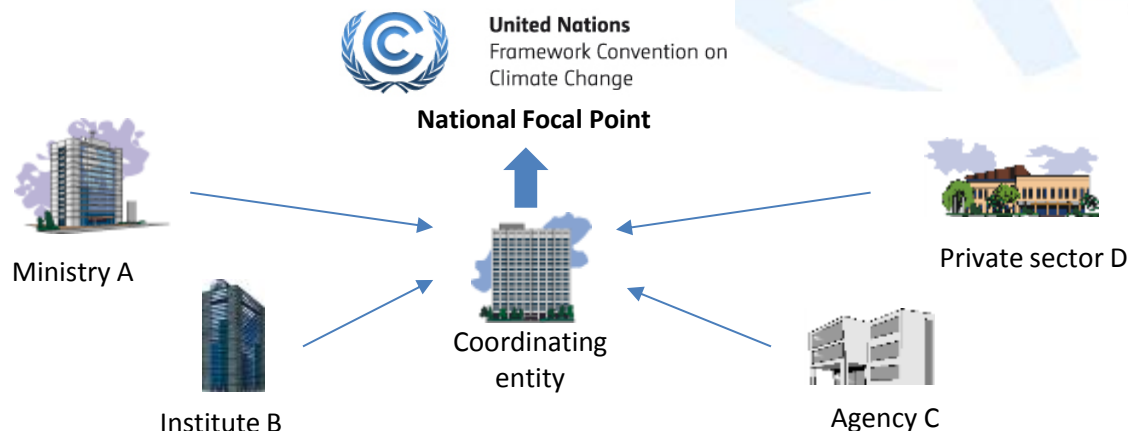 United Nations
Framework Convention on
Climate Change
National Focal Point
Ministry A
Private sector D
Coordinating
entity
Institute B
Agency C